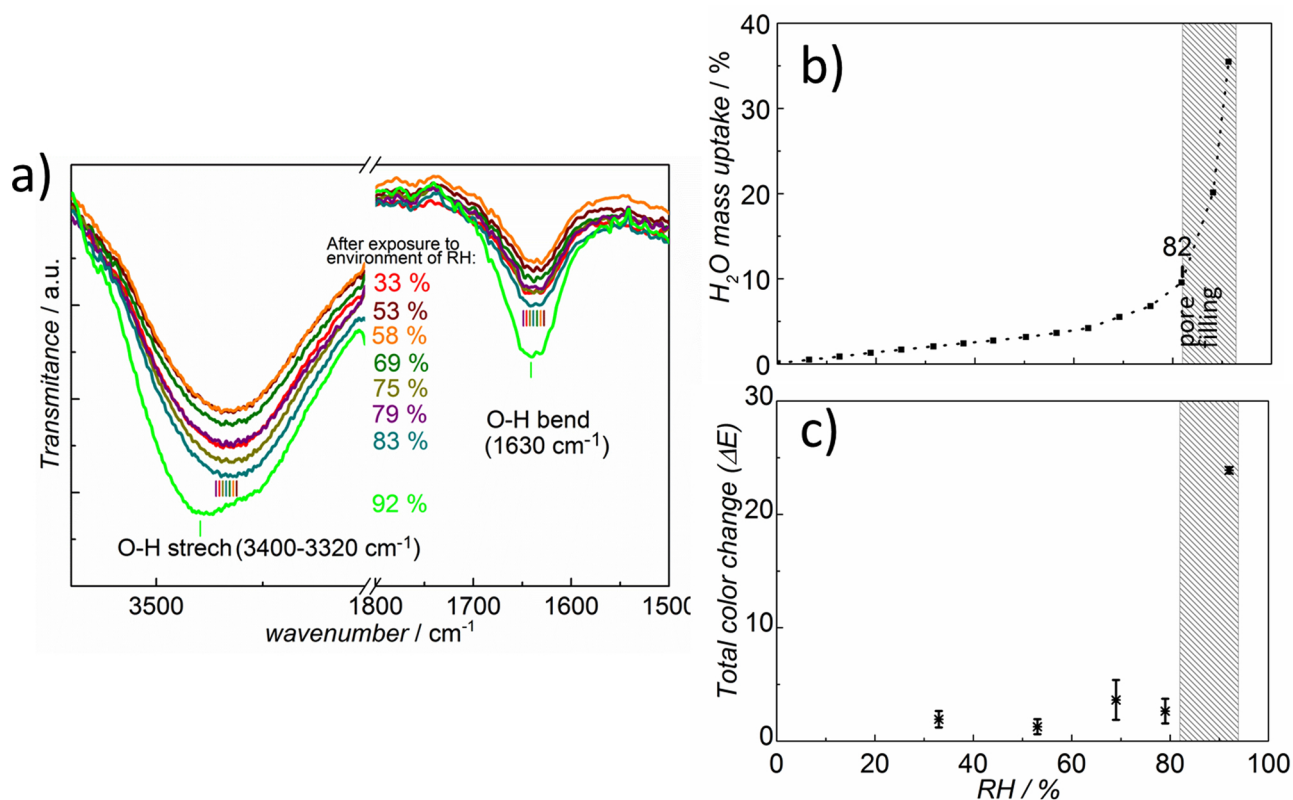 a)
Transmitance / a.u.
After exposure to
environment of RH:
33 %
53 %
58 %
69 %
75 %
79 %
83 %
92 %
O-H bend
(1630 cm-1)
O-H strech (3400-3320 cm-1)
3500
1800
1700
1600
1500
wavenumber / cm-1
b)
H2O mass uptake / %
40
30
20
10
0
82
pore
filling
c)
Total color change (ΔE)
30
20
10
0
0
20
40
60
80
100
RH / %